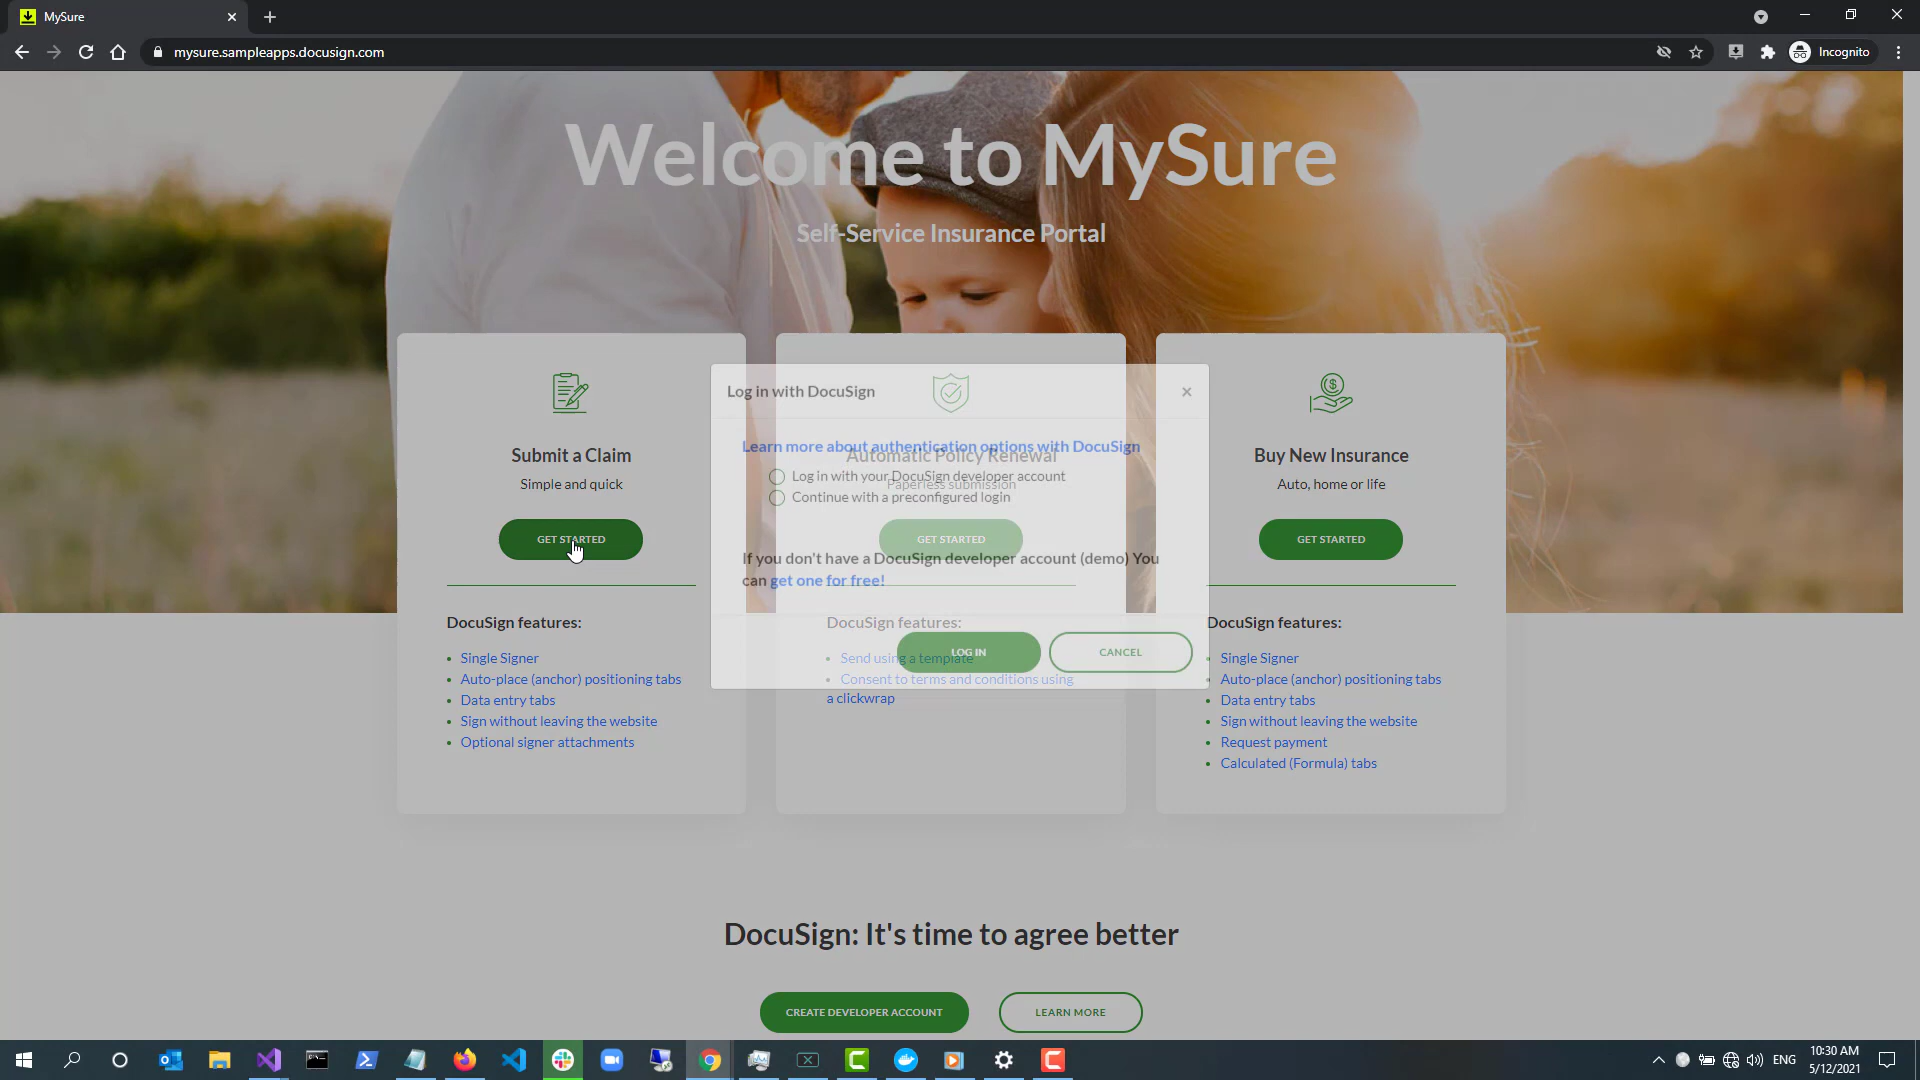 MySure
mysure.sampleapps.docusign.com
Incognito
Welcome to MySure
Self-Service Insurance Portal
Submit a Claim
Simple and quick
GET STARTED
DocuSign features:
Single Signer
Auto-place (anchor) positioning tabs
Data entry tabs
Sign without leaving the website
Optional signer attachments
Automatic Policy Renewal
Paperless submission
GET STARTED
DocuSign features:
Send using a template
Consent to terms and conditions using
a clickwrap
Log in with DocuSign
Learn more about authentication options with DocuSign
Log in with your DocuSign developer account
Continue with a preconfigured login
If you don't have a DocuSign developer account (demo) You
can get one for free!
LOG IN
CANCEL
Buy New Insurance
Auto, home or life
GET STARTED
DocuSign features:
Single Signer
Auto-place (anchor) positioning tabs
Data entry tabs
Sign without leaving the website
Request payment
Calculated (Formula) tabs
DocuSign: It's time to agree better
CREATE DEVELOPER ACCOUNT
LEARN MORE
ENG
10:30 AM
5/12/2021